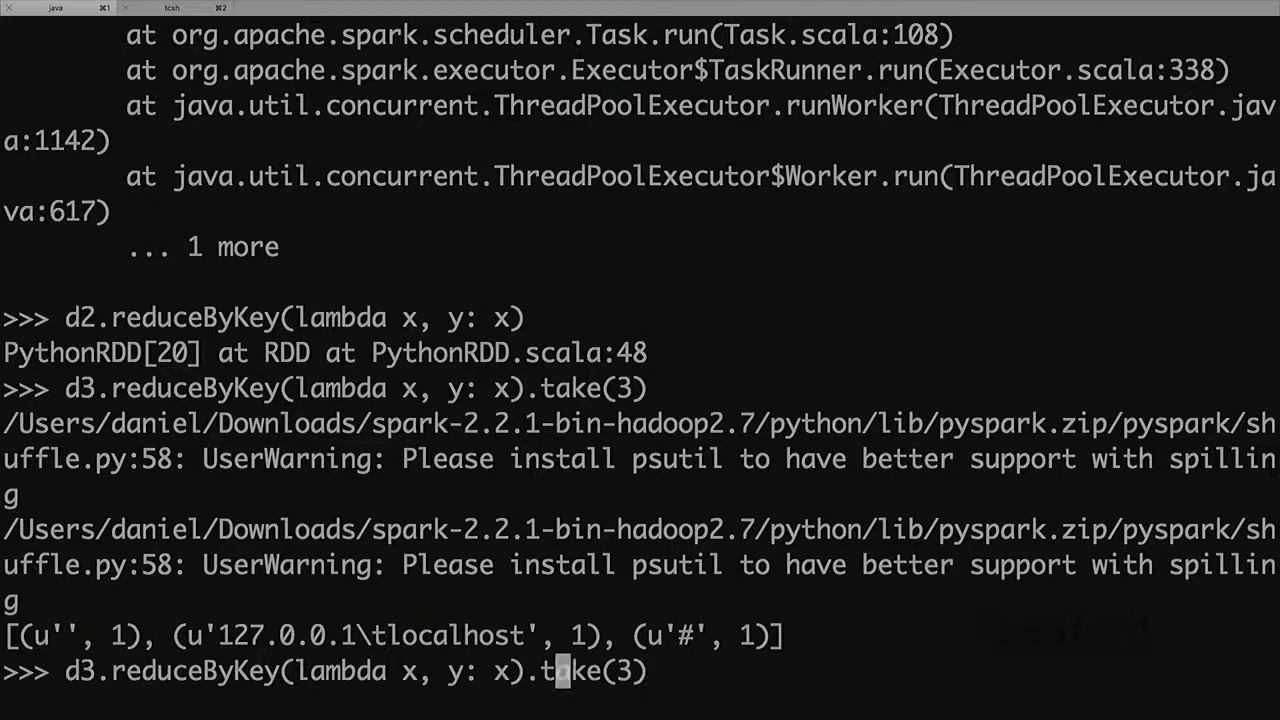 java ⌘1 tcsh ⌘2
at org.apache.spark.scheduler.Task.run(Task.scala:108)
at org.apache.spark.executor.Executor$TaskRunner.run(Executor.scala:338)
at java.util.concurrent.ThreadPoolExecutor.runWorker(ThreadPoolExecutor.jav
a:1142)
at java.util.concurrent.ThreadPoolExecutor$Worker.run(ThreadPoolExecutor.ja
va:617)
... 1 more
>>> d2.reduceByKey(lambda x, y: x)
PythonRDD[20] at RDD at PythonRDD.scala:48
>>> d3.reduceByKey(lambda x, y: x).take(3)
/Users/daniel/Downloads/spark-2.2.1-bin-hadoop2.7/python/lib/pyspark.zip/pyspark/sh
uffle.py:58: UserWarning: Please install psutil to have better support with spillin
g
/Users/daniel/Downloads/spark-2.2.1-bin-hadoop2.7/python/lib/pyspark.zip/pyspark/sh
uffle.py:58: UserWarning: Please install psutil to have better support with spillin
g
[(u'', 1), (u'127.0.0.1\tlocalhost', 1), (u'#', 1)]
>>> d3.reduceByKey(lambda x, y: x).take(3)